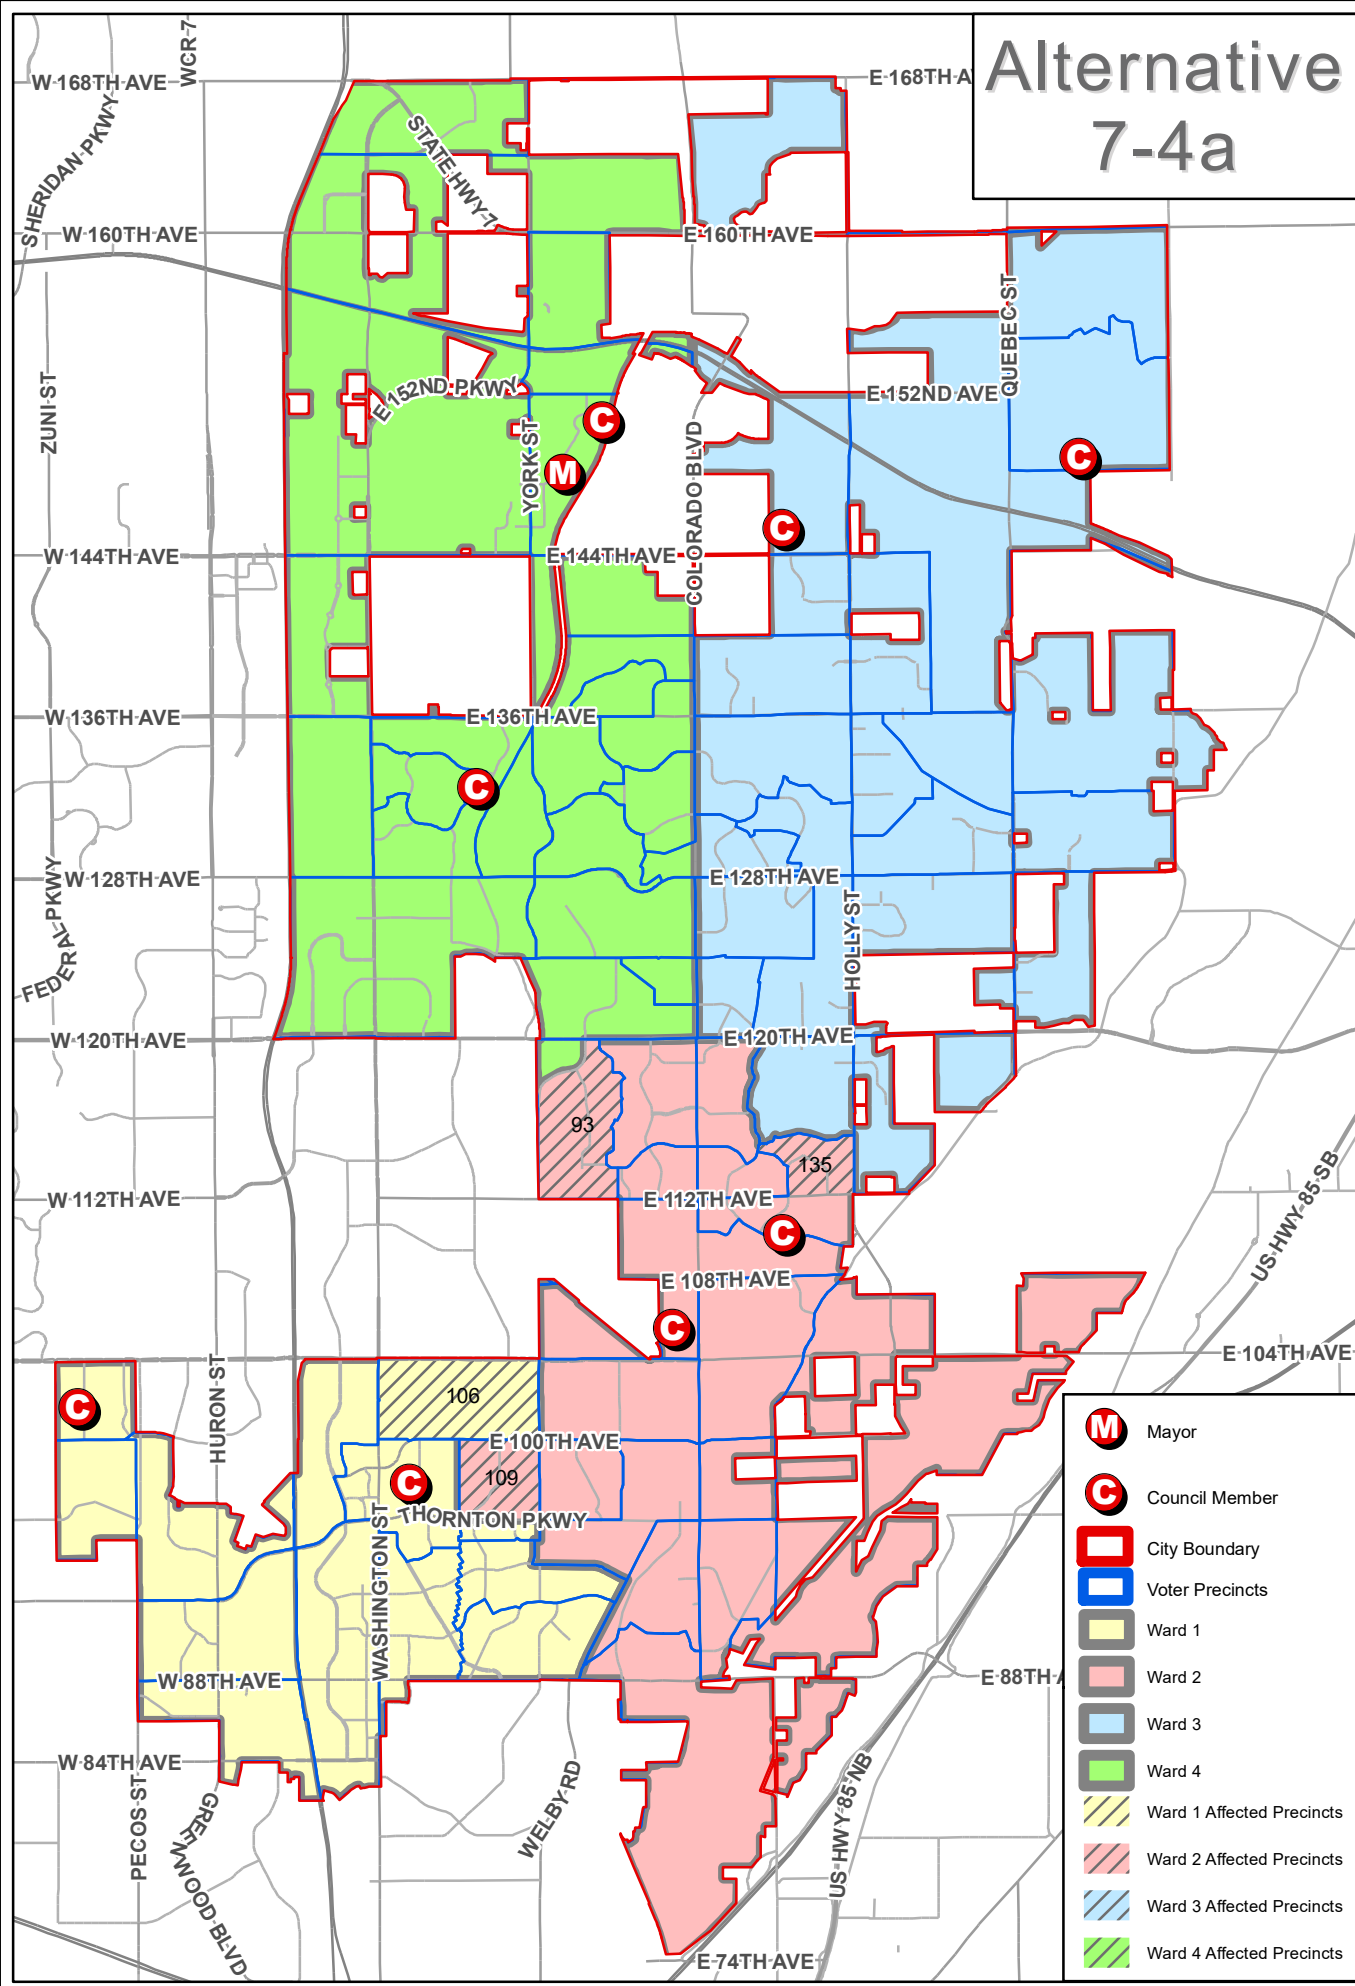 Alternative
7-4a
W 168TH AVE
WCR-7
E 168TH A
SHERIDAN PKWY
STATE HWY 7
W 160TH AVE
E 160TH AVE
QUEBEC ST
ZUNI ST
E 152ND PKWY
E 152ND AVE
C
YORK ST
COLORADO BLVD
C
M
C
W 144TH AVE
E 144TH AVE
W 136TH AVE
E 136TH AVE
C
FEDERAL PKWY
W 128TH AVE
E 128TH AVE
HOLLY ST
W 120TH AVE
E 120TH AVE
93
135
W 112TH AVE
E 112TH AVE
US HWY 85 SB
C
E 108TH AVE
C
E 104TH AVE
HURON ST
C
106
E 100TH AVE
C
109
THORNTON PKWY
WASHINGTON ST
W 88TH AVE
E 88TH A
W 84TH AVE
PECOS ST
GREENWOOD BLVD
WELBY RD
US HWY 85 NB
E 74TH AVE
M
Mayor
C
Council Member
City Boundary
Voter Precincts
Ward 1
Ward 2
Ward 3
Ward 4
Ward 1 Affected Precincts
Ward 2 Affected Precincts
Ward 3 Affected Precincts
Ward 4 Affected Precincts